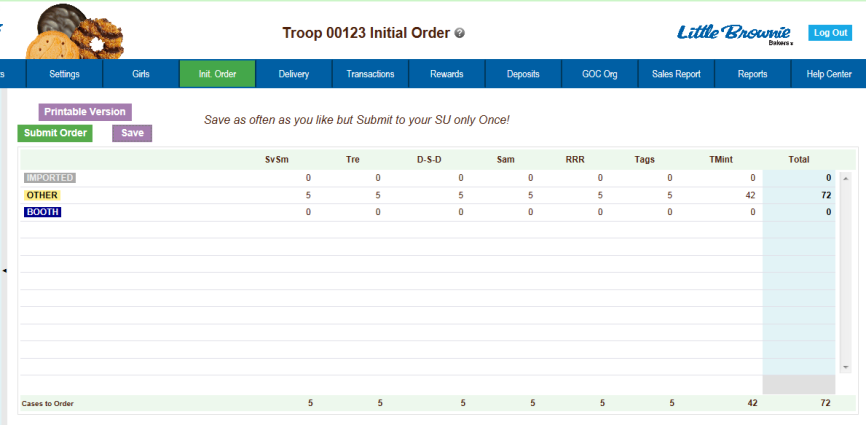 Troop 00123 Initial Order ?
Little Brownie
Bakers
Log Out
Settings Girls Init. Order Delivery Transactions Rewards Deposits GOC Org Sales Report Reports Help Center
Printable Version
Submit Order Save
Save as often as you like but Submit to your SU only Once!
SvSm Tre D-S-D Sam RRR Tags TMint Total
IMPORTED 0 0 0 0 0 0 0 0
OTHER 5 5 5 5 5 5 42 72
BOOTH 0 0 0 0 0 0 0 0
Cases to Order 5 5 5 5 5 5 42 72